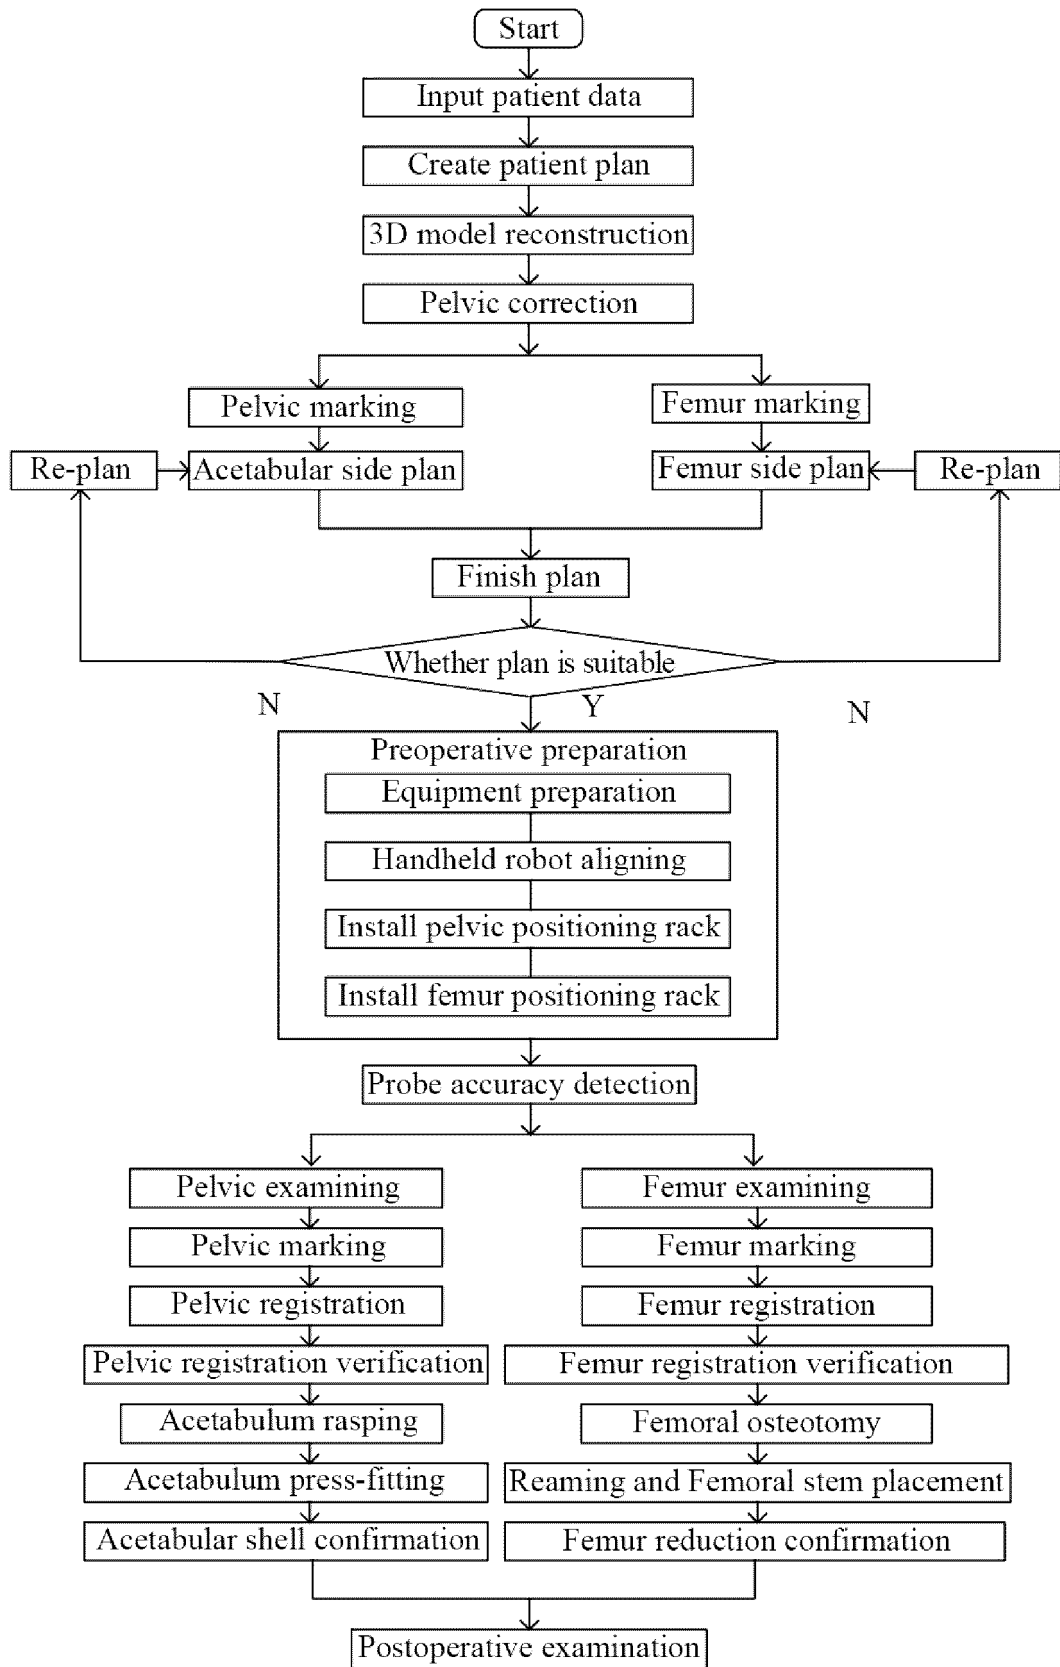 Start
Input patient data
Create patient plan
3D model reconstruction
Pelvic correction
Pelvic marking
Femur marking
Re-plan
Acetabular side plan
Femur side plan
Re-plan
Finish plan
Whether plan is suitable
N
Y
N
Preoperative preparation
Equipment preparation
Handheld robot aligning
Install pelvic positioning rack
Install femur positioning rack
Probe accuracy detection
Pelvic examining
Femur examining
Pelvic marking
Femur marking
Pelvic registration
Femur registration
Pelvic registration verification
Femur registration verification
Acetabulum rasping
Femoral osteotomy
Acetabulum press-fitting
Reaming and Femoral stem placement
Acetabular shell confirmation
Femur reduction confirmation
Postoperative examination